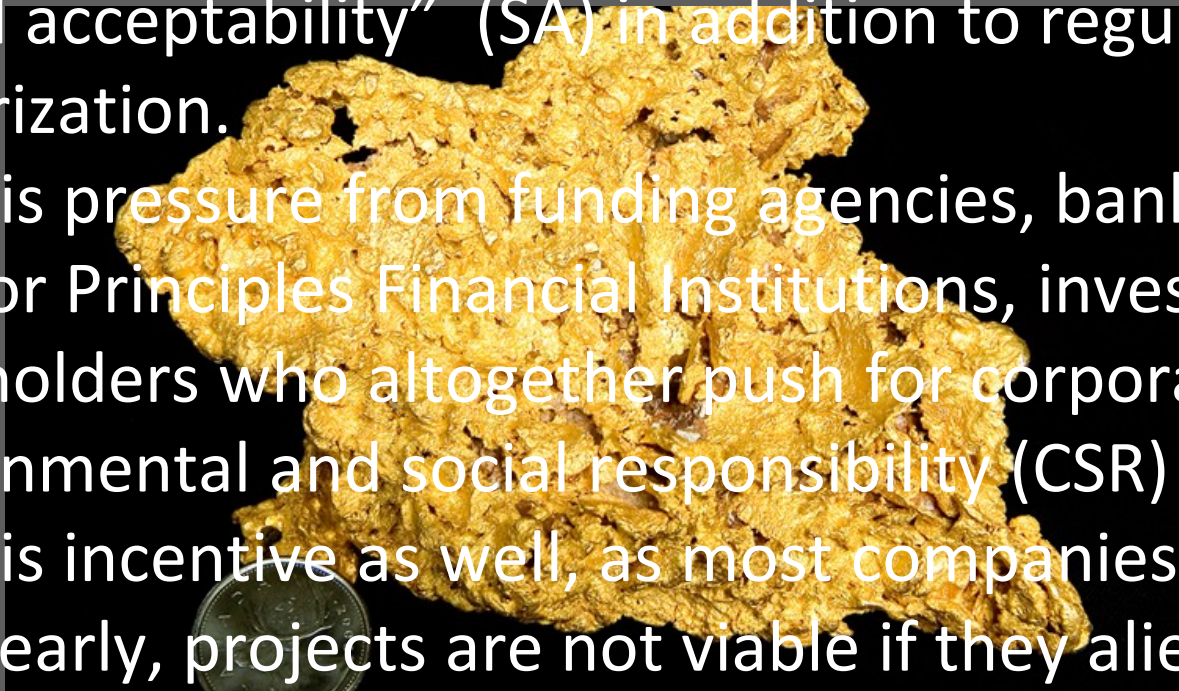 l acceptability” (SA) in addition to regu
rization.
is pressure from funding agencies, bank
or Principles Financial Institutions, inves
holders who altogether push for corpora
nmental and social responsibility (CSR)
is incentive as well, as most companies
early, projects are not viable if they alie